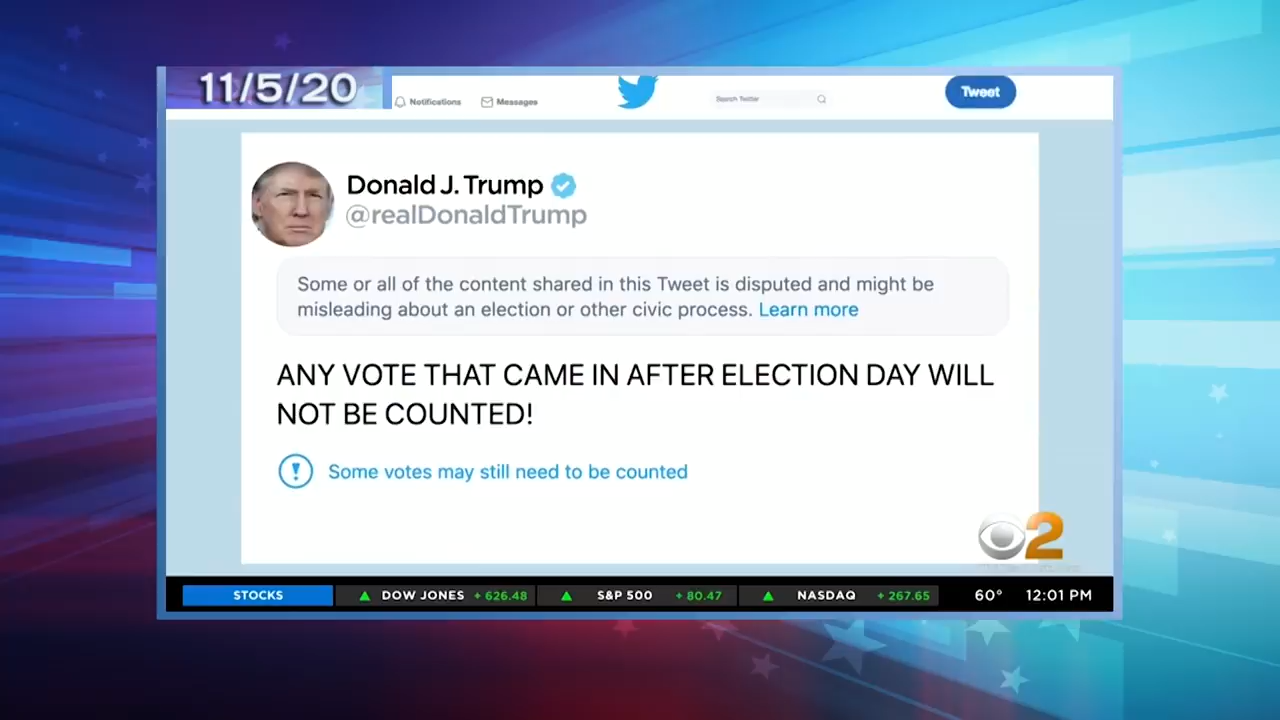 11/5/20
Notifications
Messages
Search Twitter
Tweet
Donald J. Trump
@realDonaldTrump
Some or all of the content shared in this Tweet is disputed and might be
misleading about an election or other civic process. Learn more
ANY VOTE THAT CAME IN AFTER ELECTION DAY WILL
NOT BE COUNTED!
Some votes may still need to be counted
2
STOCKS DOW JONES + 626.48 S&P 500 + 80.47 NASDAQ + 267.65 60° 12:01 PM